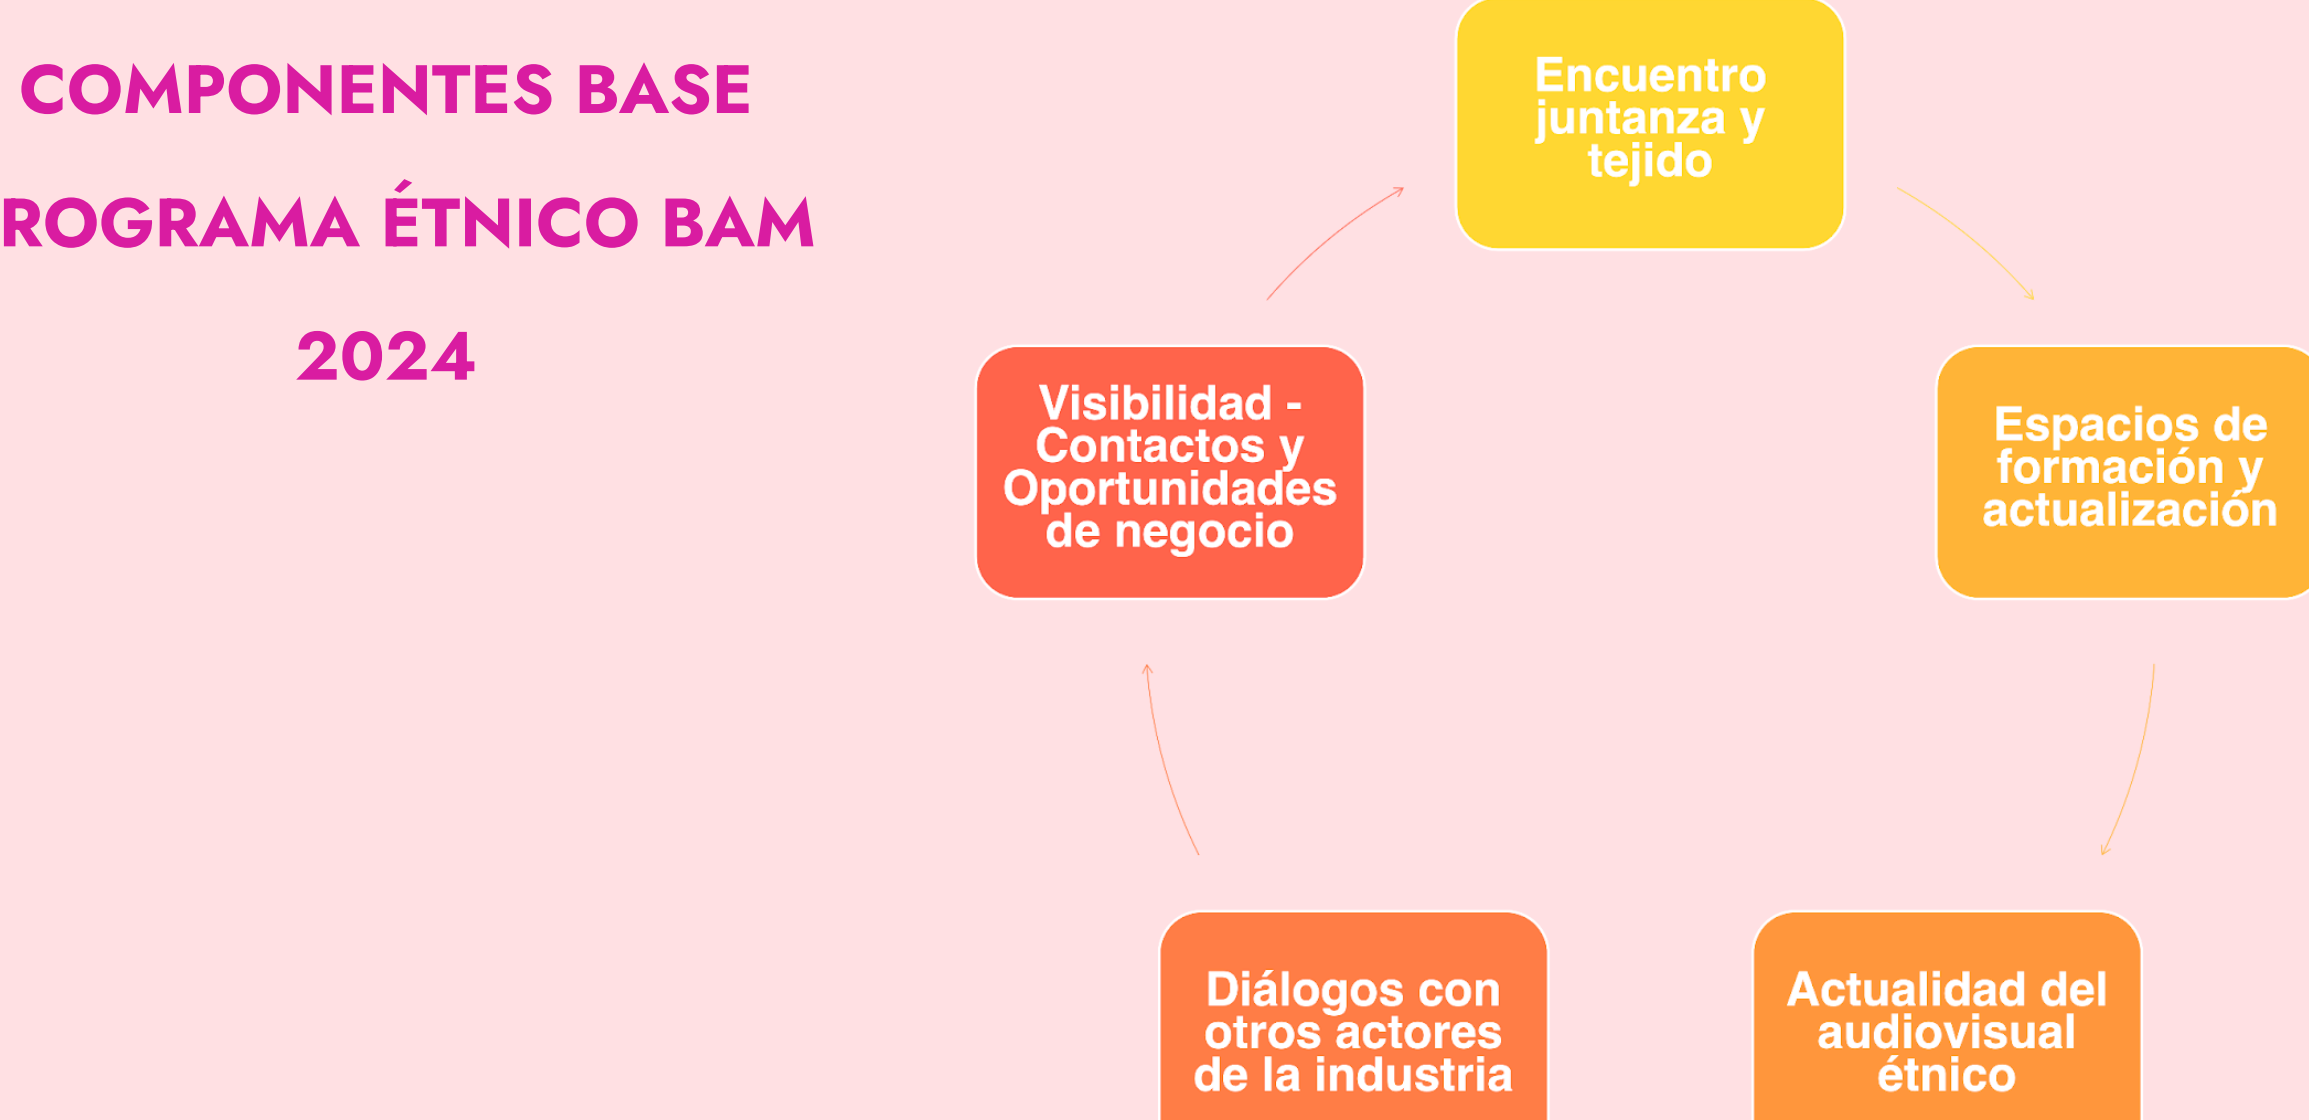 COMPONENTES BASE
ROGRAMA ÉTNICO BAM
2024
Encuentro
juntanza y
tejido
Espacios de
formación y
actualización
Actualidad del
audiovisual
étnico
Diálogos con
otros actores
de la industria
Visibilidad -
Contactos y
Oportunidades
de negocio